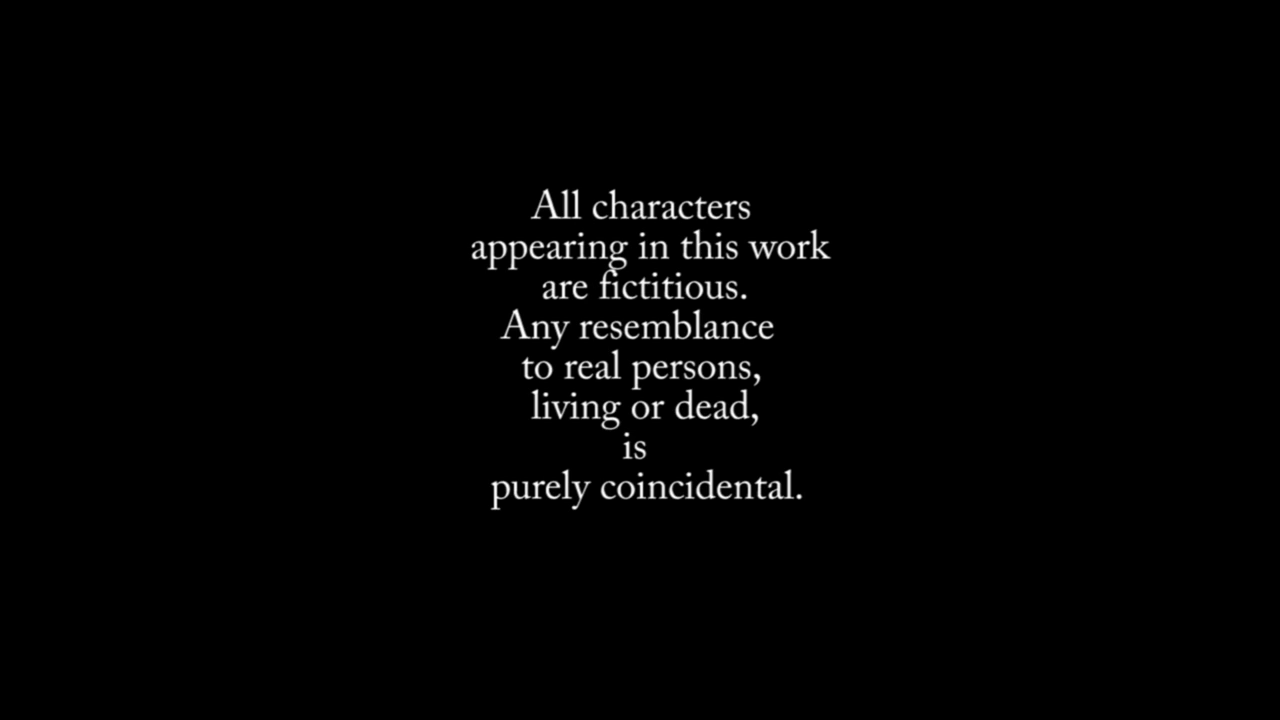 All characters
appearing in this work
are fictitious.
Any resemblance
to real persons,
living or dead,
is
purely coincidental.